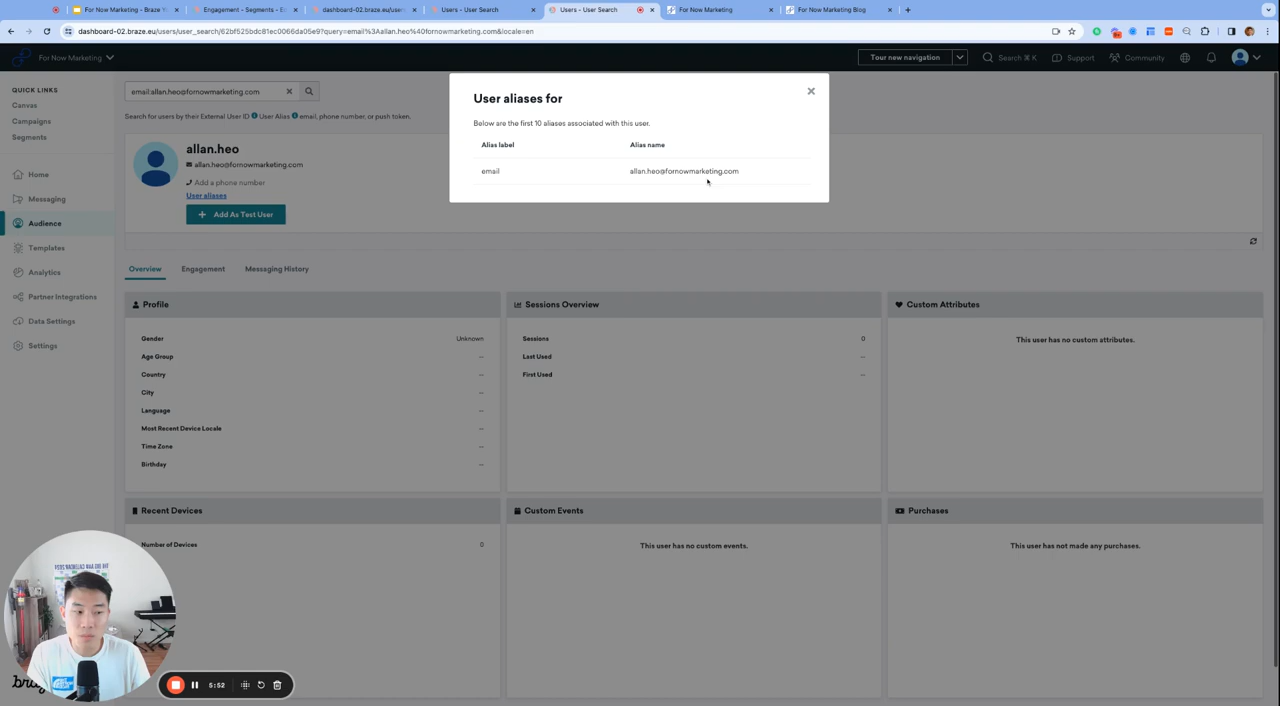 For Now Marketing - Braze
Engagement - Segments - E
dashboard-02.braze.eu/user
Users - User Search
Users - User Search
For Now Marketing
For Now Marketing Blog
dashboard-02.braze.eu/users/user_search/62bf525bdc81ec0066da05e9?query=email%3Aallan.heo%40fornowmarketing.com&locale=en
For Now Marketing
Tour new navigation
Search ⌘ K
Support
Community
QUICK LINKS
Canvas
Campaigns
Segments
Home
Messaging
Audience
Templates
Analytics
Partner Integrations
Data Settings
Settings
email:allan.heo@fornowmarketing.com
Search for users by their External User ID User Alias email, phone number, or push token.
allan.heo
allan.heo@fornowmarketing.com
Add a phone number
User aliases
+ Add As Test User
User aliases for
Below are the first 10 aliases associated with this user.
Alias label Alias name
email allan.heo@fornowmarketing.com
Overview Engagement Messaging History
Profile
Gender Unknown
Age Group --
Country --
City --
Language --
Most Recent Device Locale --
Time Zone --
Birthday --
Sessions Overview
Sessions 0
Last Used --
First Used --
Custom Attributes
This user has no custom attributes.
Recent Devices
Number of Devices 0
Custom Events
This user has no custom events.
Purchases
This user has not made any purchases.
5:52